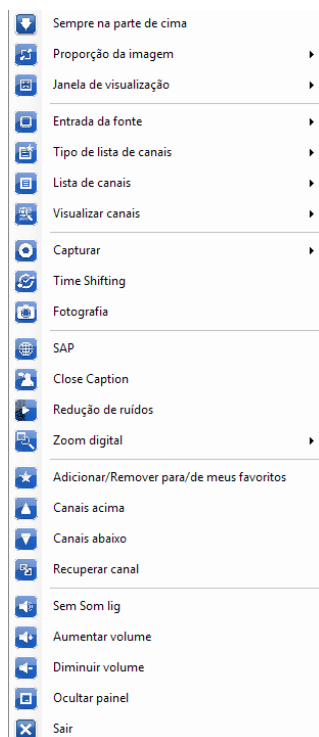 Sempre na parte de cima
Proporção da imagem
Janela de visualização
Entrada da fonte
Tipo de lista de canais
Lista de canais
Visualizar canais
Capturar
Time Shifting
Fotografia
SAP
Close Caption
Redução de ruídos
Zoom digital
Adicionar/Remover para/de meus favoritos
Canais acima
Canais abaixo
Recuperar canal
Sem Som lig
Aumentar volume
Diminuir volume
Ocultar painel
Sair